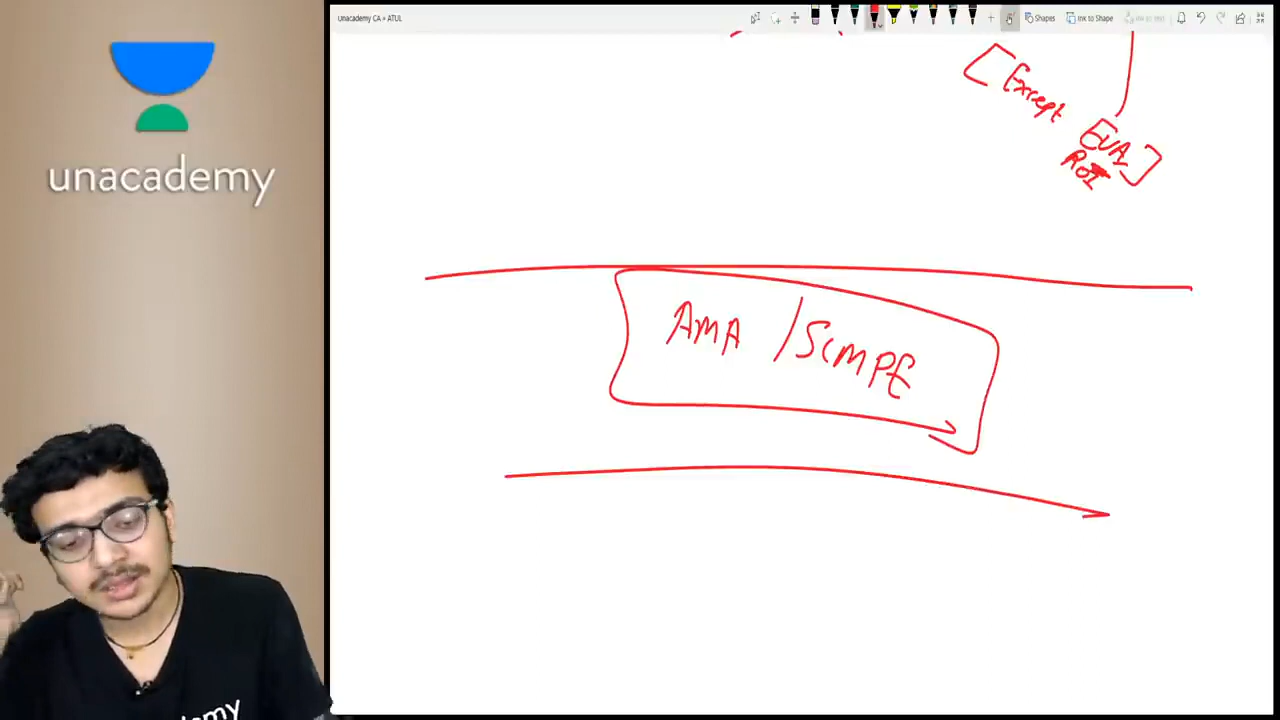 Unacademy CA × ATUL
Shapes
Ink to Shape
[Except EVA
ROI]
unacademy
AMA / SCMPE